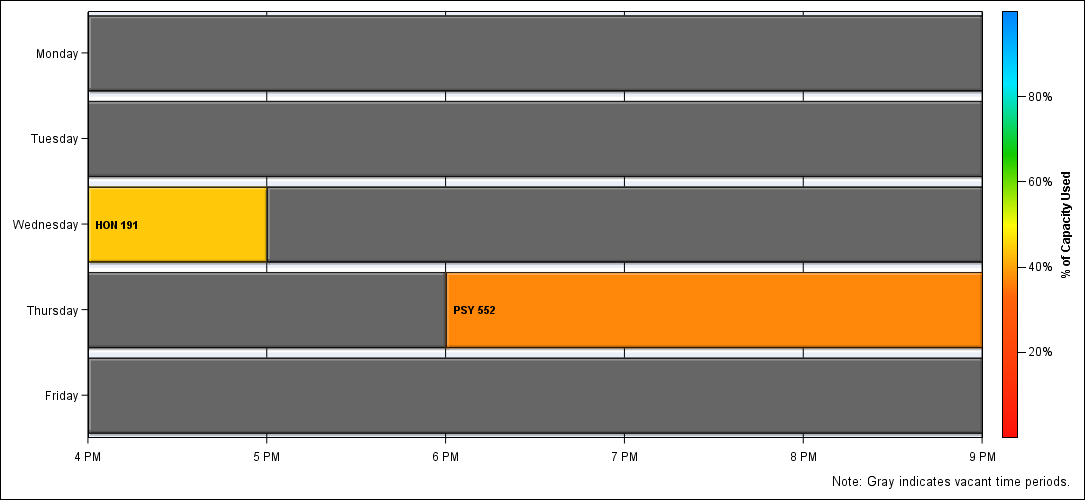 Monday
Tuesday
Wednesday
HON 191
Thursday
PSY 552
Friday
4 PM 5 PM 6 PM 7 PM 8 PM 9 PM
80%
60%
40%
20%
% of Capacity Used
Note: Gray indicates vacant time periods.